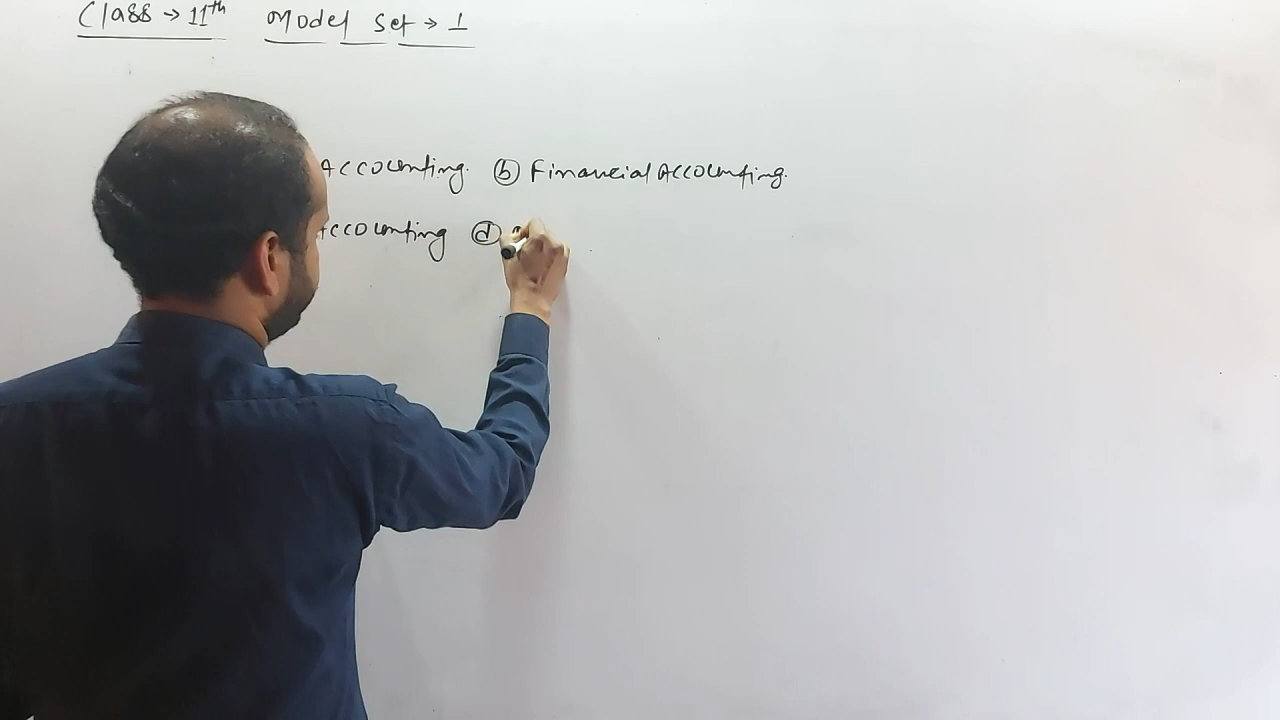 Class → 11th Model Set → 1
Accounting. (b) Financial Accounting.
Accounting (d)